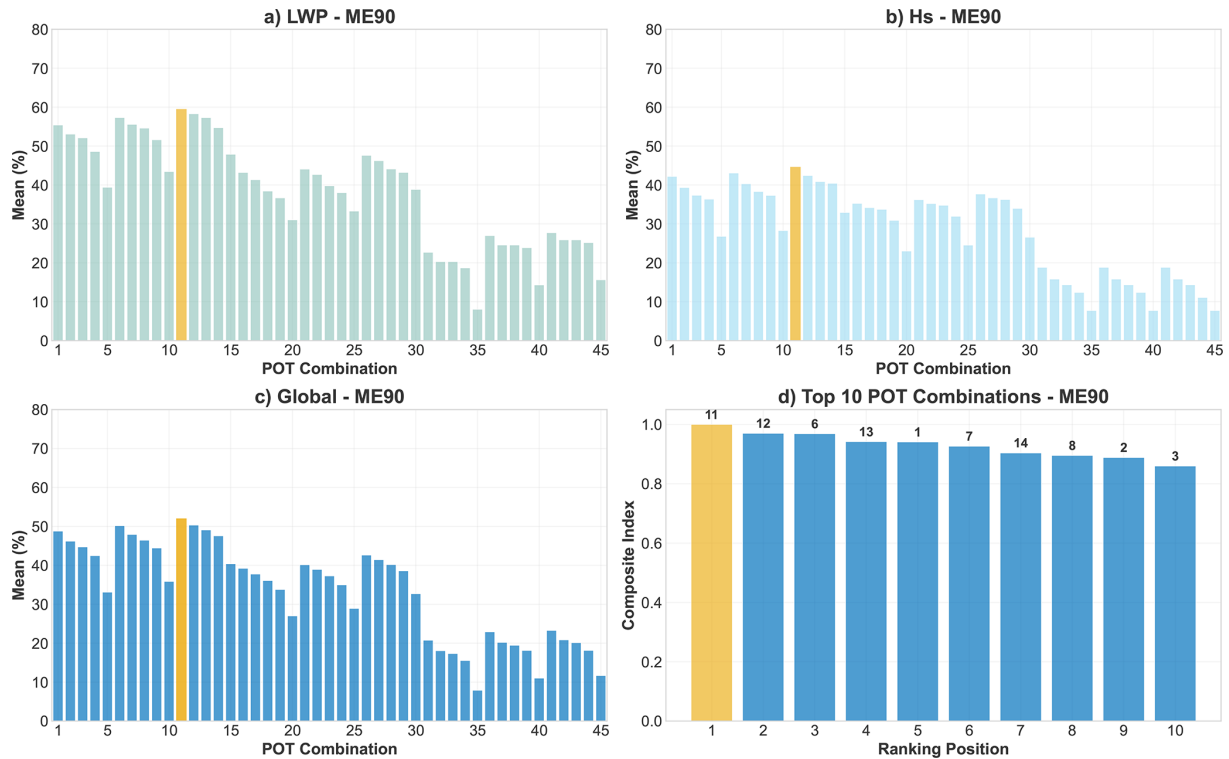 a) LWP - ME90
Mean (%)
80
70
60
50
40
30
20
10
0
1 5 10 15 20 25 30 35 40 45
POT Combination
b) Hs - ME90
Mean (%)
80
70
60
50
40
30
20
10
0
1 5 10 15 20 25 30 35 40 45
POT Combination
c) Global - ME90
Mean (%)
80
70
60
50
40
30
20
10
0
1 5 10 15 20 25 30 35 40 45
POT Combination
d) Top 10 POT Combinations - ME90
Composite Index
1.0
0.8
0.6
0.4
0.2
0.0
11 12 6 13 1 7 14 8 2 3
1 2 3 4 5 6 7 8 9 10
Ranking Position